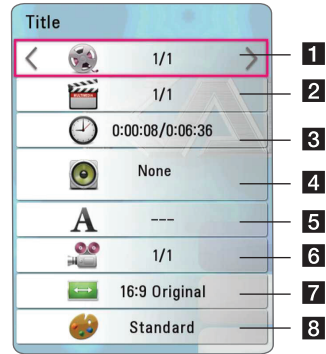 Title
1/1 1
1/1 2
0:00:08/0:06:36 3
None 4
A --- 5
1/1 6
16:9 Original 7
Standard 8